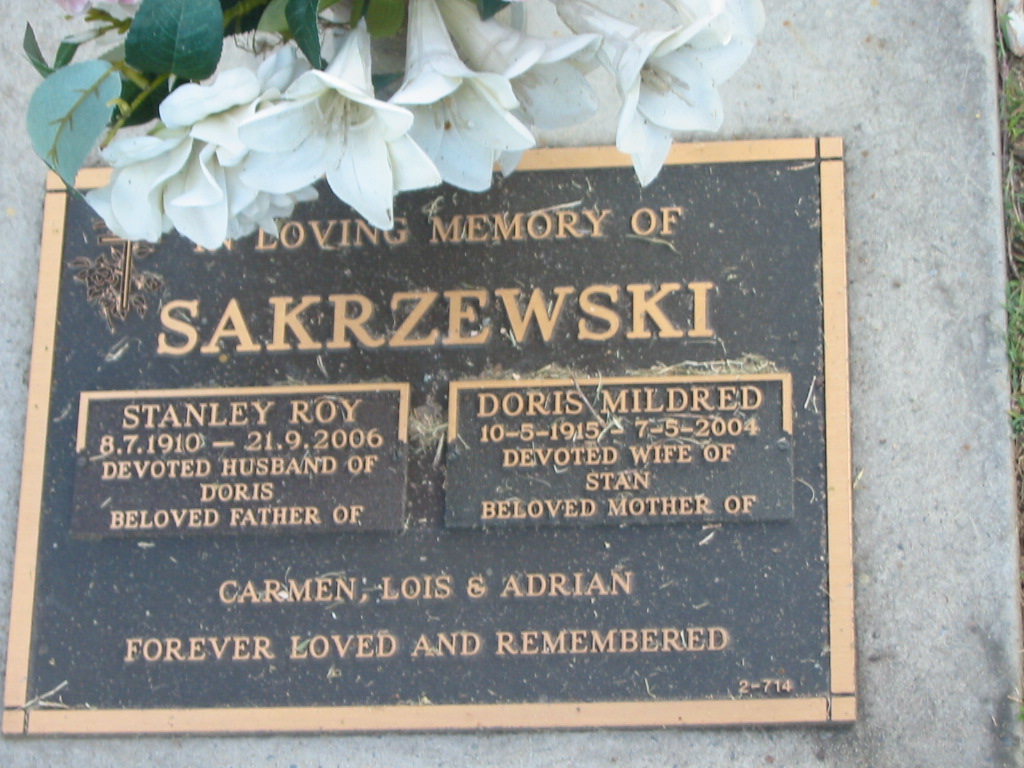 IN LOVING MEMORY OF
SAKRZEWSKI
STANLEY ROY
8.7.1910 — 21.9.2006
DEVOTED HUSBAND OF
DORIS
BELOVED FATHER OF
DORIS MILDRED
10-5-1915 - 7-5-2004
DEVOTED WIFE OF
STAN
BELOVED MOTHER OF
CARMEN, LOIS & ADRIAN
FOREVER LOVED AND REMEMBERED
2-714